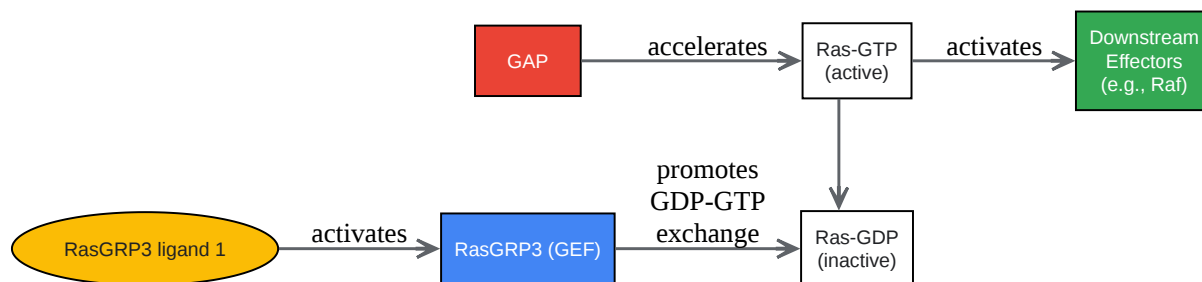 GAP
accelerates
Ras-GTP
(active)
activates
Downstream
Effectors
(e.g., Raf)
RasGRP3 ligand 1
activates
RasGRP3 (GEF)
promotes
GDP-GTP
exchange
Ras-GDP
(inactive)